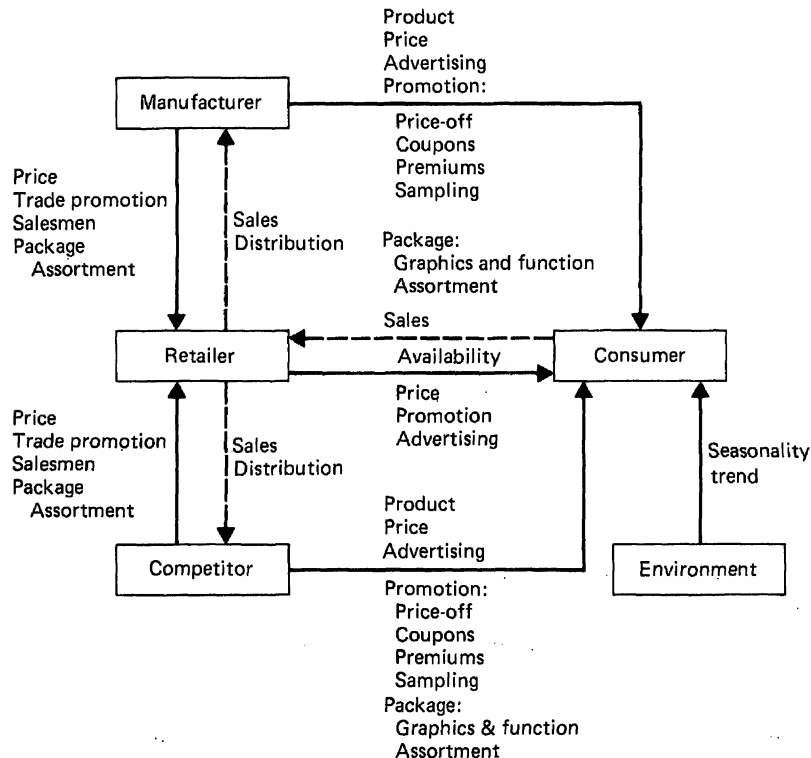 Product
Price
Advertising
Promotion:
Manufacturer
Price-off
Coupons
Premiums
Sampling
Price
Trade promotion
Salesmen
Package
Assortment
Sales
Distribution
Package:
Graphics and function
Assortment
Sales
Retailer
Availability
Consumer
Price
Promotion
Advertising
Price
Trade promotion
Salesmen
Package
Assortment
Sales
Distribution
Seasonality
trend
Product
Price
Advertising
Competitor
Environment
Promotion:
Price-off
Coupons
Premiums
Sampling
Package:
Graphics & function
Assortment